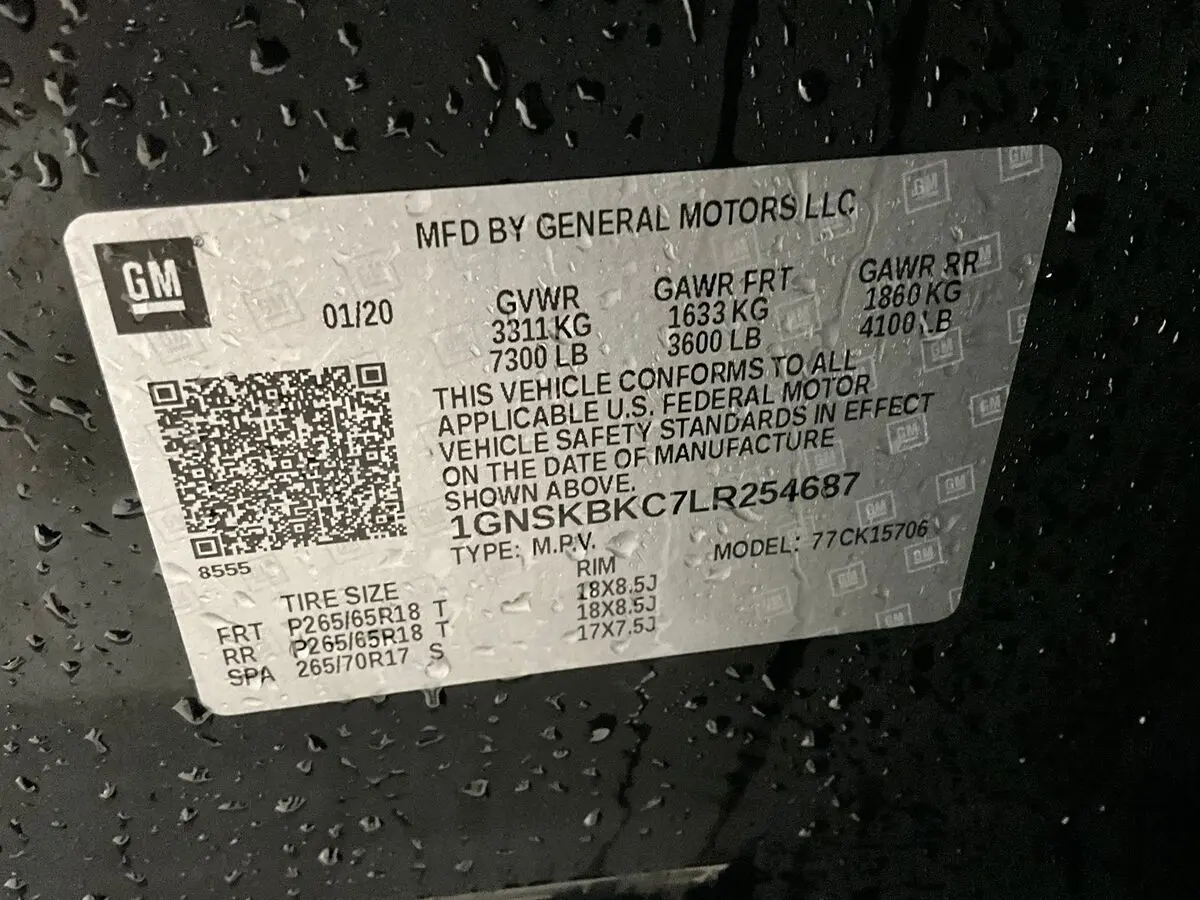 MFD BY GENERAL MOTORS LLC
GM
01/20
GVWR GAWR FRT GAWR RR
3311 KG 1633 KG 1860 KG
7300 LB 3600 LB 4100 LB
THIS VEHICLE CONFORMS TO ALL
APPLICABLE U.S. FEDERAL MOTOR
VEHICLE SAFETY STANDARDS IN EFFECT
ON THE DATE OF MANUFACTURE
SHOWN ABOVE.
1GNSKBKC7LR254687
TYPE: M.P.V. MODEL: 77CK15706
8555
TIRE SIZE RIM
FRT P265/65R18 T 18X8.5J
RR P265/65R18 T 18X8.5J
SPA 265/70R17 S 17X7.5J